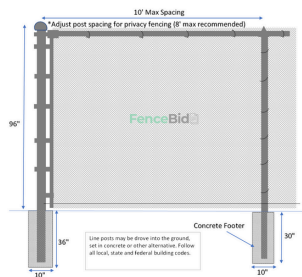 10' Max Spacing
*Adjust post spacing for privacy fencing (8' max recommended)
FenceBid
96"
36"
Line posts may be drove into the ground,
set in concrete or other alternative. Follow
all local, state and federal building codes.
Concrete Footer
30"
10"
10"